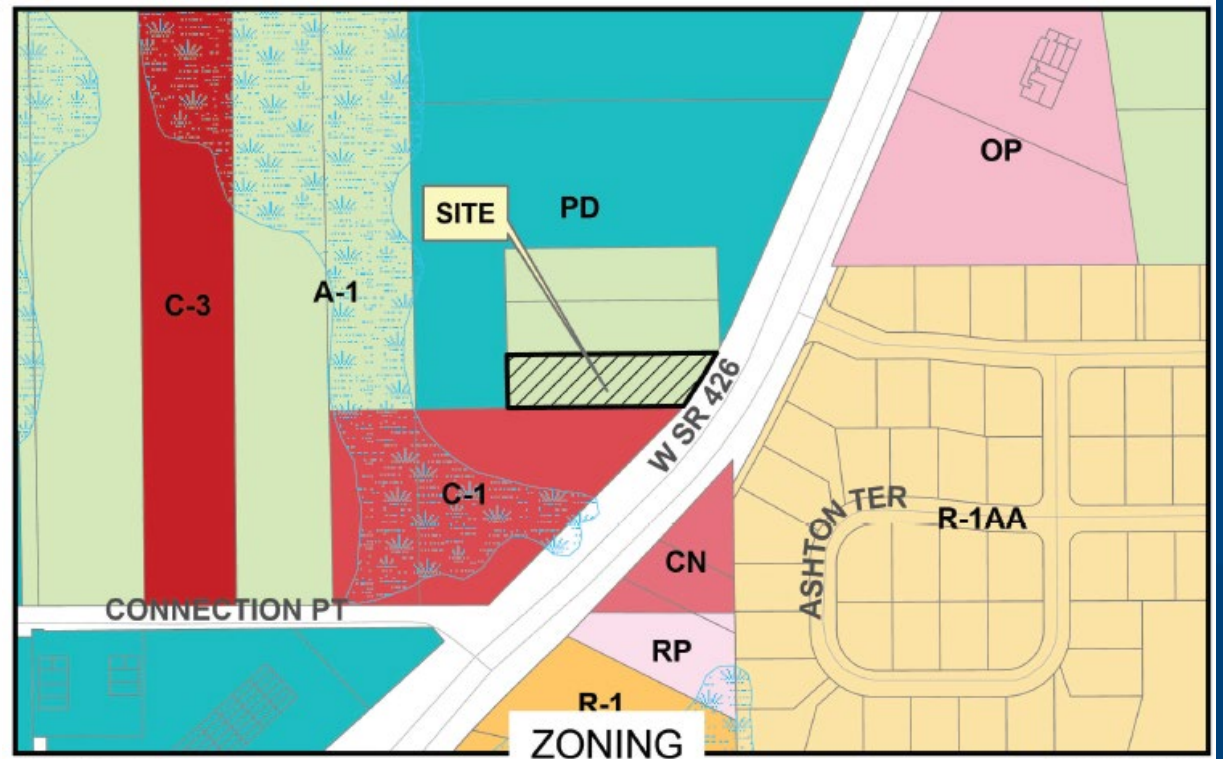 OP
SITE
PD
C-3
A-1
W SR 426
C-1
R-1AA
ASHTON TER
CN
CONNECTION PT
RP
R-1
ZONING